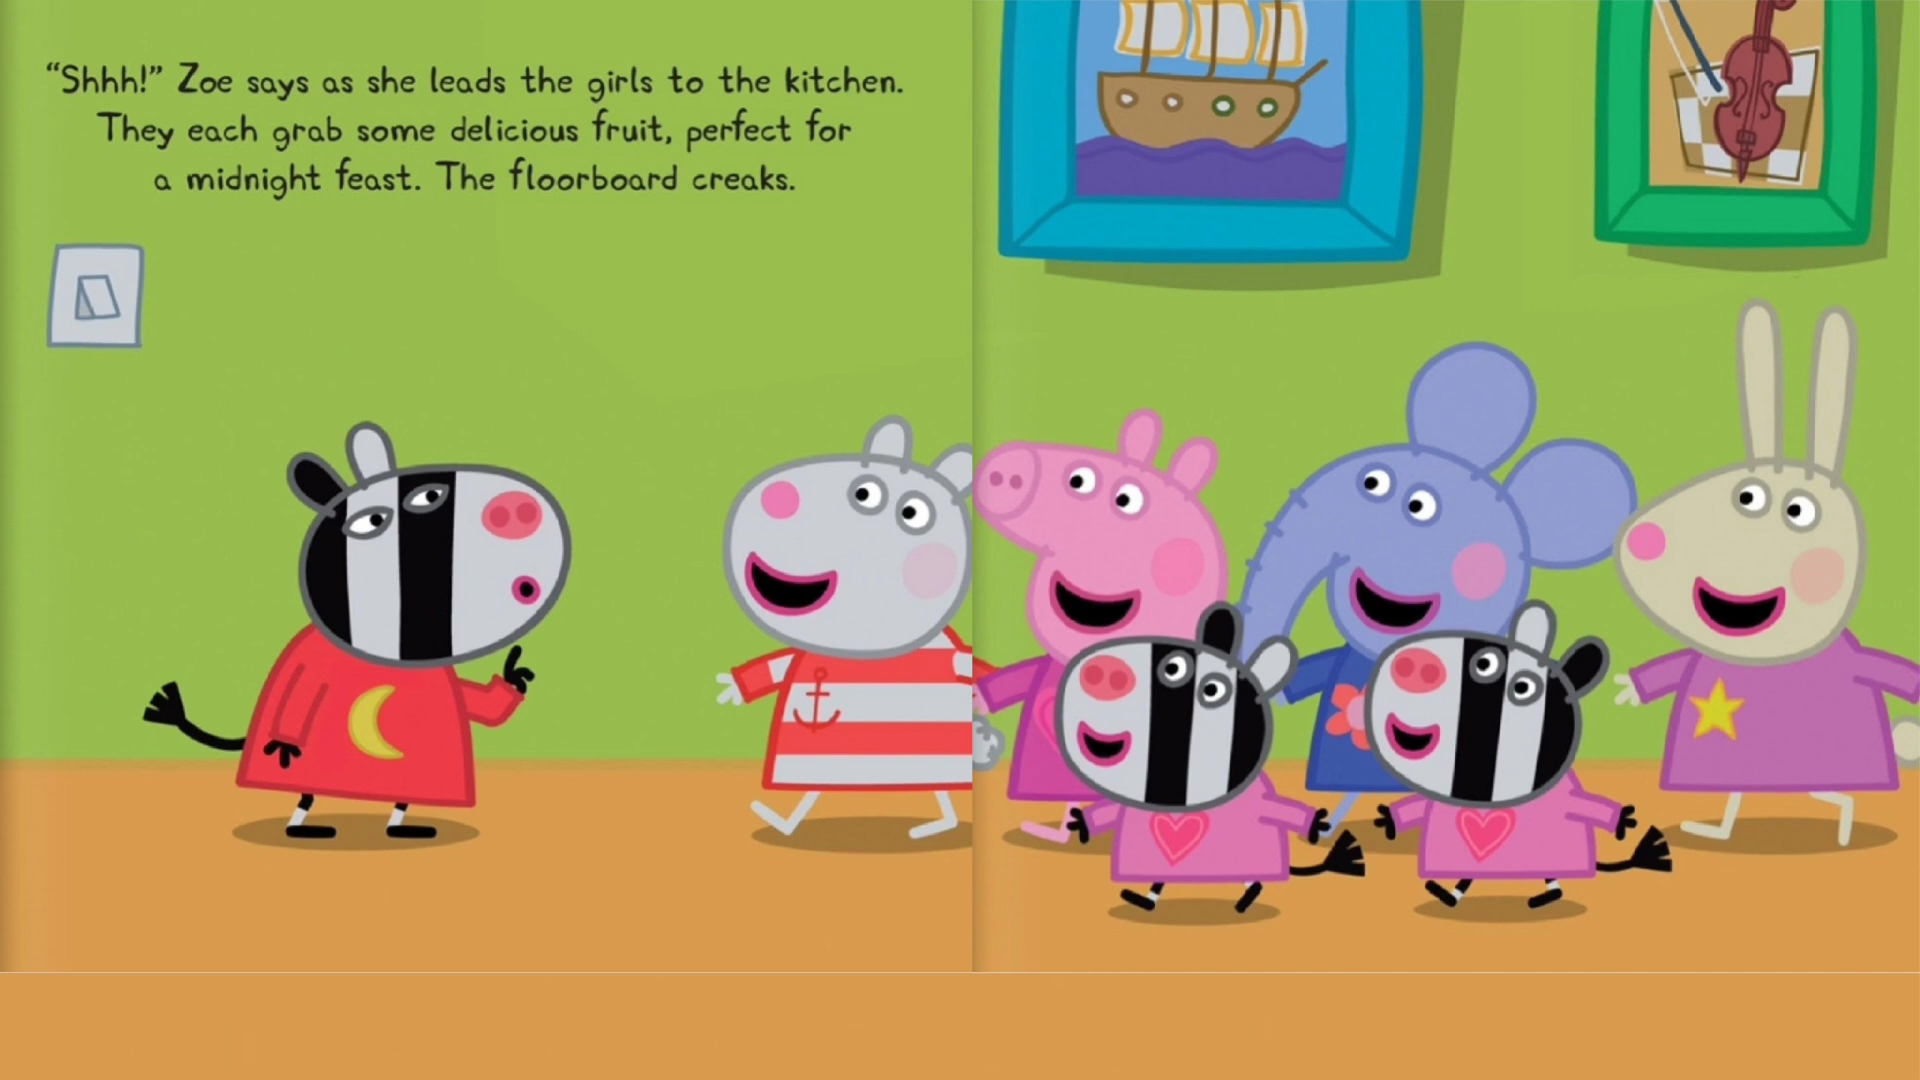 “Shhh!” Zoe says as she leads the girls to the kitchen.
They each grab some delicious fruit, perfect for
a midnight feast. The floorboard creaks.